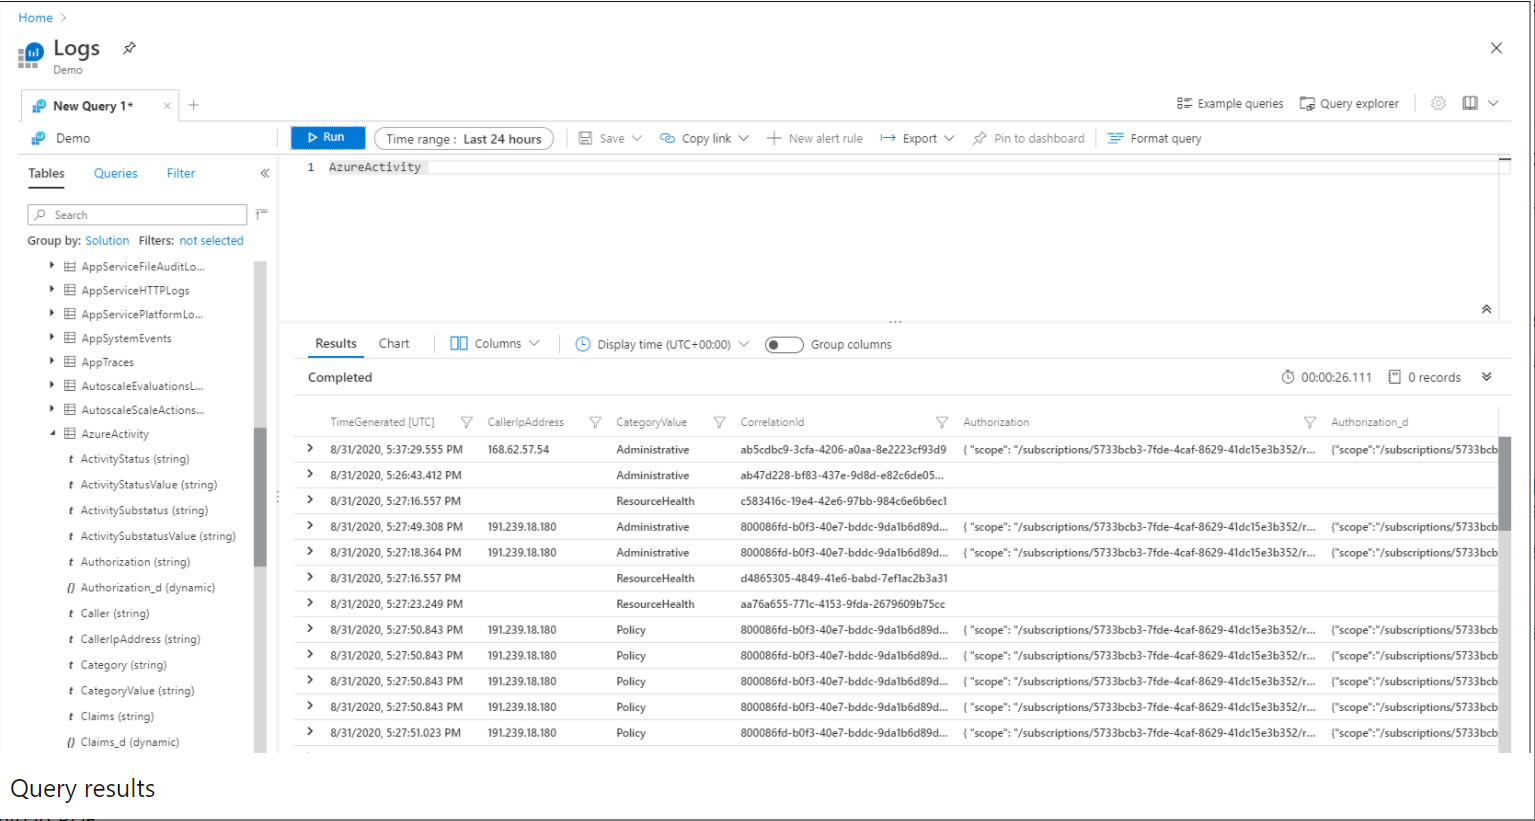 Home
Logs
Demo
New Query 1*
Example queries Query explorer
Demo
Run Time range : Last 24 hours Save Copy link New alert rule Export Pin to dashboard Format query
Tables Queries Filter
1 AzureActivity
Search
Group by: Solution Filters: not selected
AppServiceFileAuditLo...
AppServiceHTTPLogs
AppServicePlatformLo...
AppSystemEvents
AppTraces
AutoscaleEvaluationsL...
AutoscaleScaleActions...
AzureActivity
t ActivityStatus (string)
t ActivityStatusValue (string)
t ActivitySubstatus (string)
t ActivitySubstatusValue (string)
t Authorization (string)
{} Authorization_d (dynamic)
t Caller (string)
t CallerIpAddress (string)
t Category (string)
t CategoryValue (string)
t Claims (string)
{} Claims_d (dynamic)
Results Chart Columns Display time (UTC+00:00) Group columns
Completed 00:00:26.111 0 records
TimeGenerated [UTC] CallerIpAddress CategoryValue CorrelationId Authorization Authorization_d
8/31/2020, 5:37:29.555 PM 168.62.57.54 Administrative ab5cdbc9-3cfa-4206-a0aa-8e2223cf93d9 { "scope": "/subscriptions/5733bcb3-7fde-4caf-8629-41dc15e3b352/r... {"scope":"/subscriptions/5733bcb
8/31/2020, 5:26:43.412 PM Administrative ab47d228-bf83-437e-9d8d-e82c6de05...
8/31/2020, 5:27:16.557 PM ResourceHealth c583416c-19e4-42e6-97bb-984c6e6b6ec1
8/31/2020, 5:27:49.308 PM 191.239.18.180 Administrative 800086fd-b0f3-40e7-bddc-9da1b6d89d... { "scope": "/subscriptions/5733bcb3-7fde-4caf-8629-41dc15e3b352/r... {"scope":"/subscriptions/5733bcb
8/31/2020, 5:27:18.364 PM 191.239.18.180 Administrative 800086fd-b0f3-40e7-bddc-9da1b6d89d... { "scope": "/subscriptions/5733bcb3-7fde-4caf-8629-41dc15e3b352/r... {"scope":"/subscriptions/5733bcb
8/31/2020, 5:27:16.557 PM ResourceHealth d4865305-4849-41e6-babd-7ef1ac2b3a31
8/31/2020, 5:27:23.249 PM ResourceHealth aa76a655-771c-4153-9fda-2679609b75cc
8/31/2020, 5:27:50.843 PM 191.239.18.180 Policy 800086fd-b0f3-40e7-bddc-9da1b6d89d... { "scope": "/subscriptions/5733bcb3-7fde-4caf-8629-41dc15e3b352/r... {"scope":"/subscriptions/5733bcb
8/31/2020, 5:27:50.843 PM 191.239.18.180 Policy 800086fd-b0f3-40e7-bddc-9da1b6d89d... { "scope": "/subscriptions/5733bcb3-7fde-4caf-8629-41dc15e3b352/r... {"scope":"/subscriptions/5733bcb
8/31/2020, 5:27:50.843 PM 191.239.18.180 Policy 800086fd-b0f3-40e7-bddc-9da1b6d89d... { "scope": "/subscriptions/5733bcb3-7fde-4caf-8629-41dc15e3b352/r... {"scope":"/subscriptions/5733bcb
8/31/2020, 5:27:50.843 PM 191.239.18.180 Policy 800086fd-b0f3-40e7-bddc-9da1b6d89d... { "scope": "/subscriptions/5733bcb3-7fde-4caf-8629-41dc15e3b352/r... {"scope":"/subscriptions/5733bcb
8/31/2020, 5:27:51.023 PM 191.239.18.180 Policy 800086fd-b0f3-40e7-bddc-9da1b6d89d... { "scope": "/subscriptions/5733bcb3-7fde-4caf-8629-41dc15e3b352/r... {"scope":"/subscriptions/5733bcb
Query results